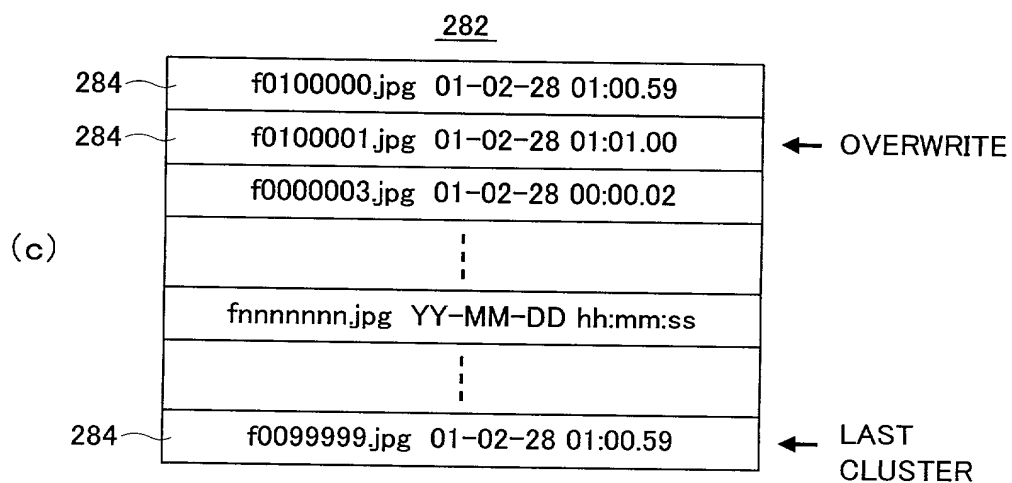 282
284 f0100000.jpg 01-02-28 01:00.59
284 f0100001.jpg 01-02-28 01:01.00 ← OVERWRITE
f0000003.jpg 01-02-28 00:00.02
(c)
fnnnnnnn.jpg YY-MM-DD hh:mm:ss
284 f0099999.jpg 01-02-28 01:00.59 ← LAST
CLUSTER